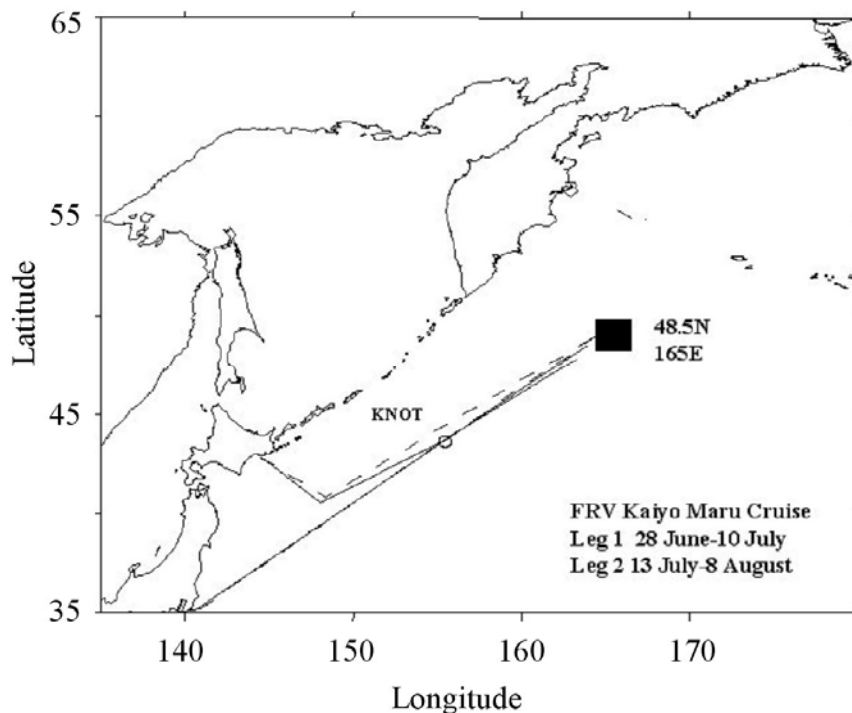 65
55
45
35
140
150
160
170
Latitude
Longitude
48.5N
165E
KNOT
FRV Kaiyo Maru Cruise
Leg 1 28 June-10 July
Leg 2 13 July-8 August